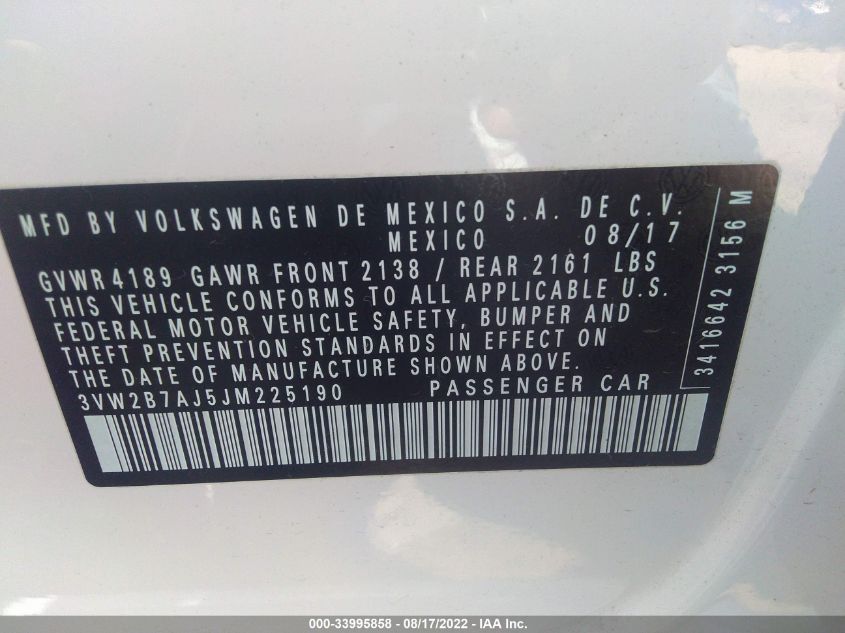 MFD BY VOLKSWAGEN DE MEXICO S.A. DE C.V.
MEXICO 08/17
GVWR 4189 GAWR FRONT 2138 / REAR 2161 LBS
THIS VEHICLE CONFORMS TO ALL APPLICABLE U.S.
FEDERAL MOTOR VEHICLE SAFETY, BUMPER AND
THEFT PREVENTION STANDARDS IN EFFECT ON
THE DATE OF MANUFACTURE SHOWN ABOVE.
3VW2B7AJ5JM225190 PASSENGER CAR
3416642 3156 M
000-33995858 - 08/17/2022 - IAA Inc.